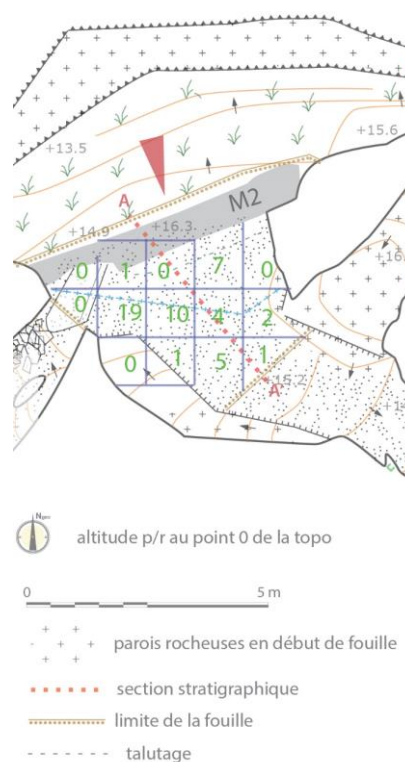 +15.6
+13.5
A
M2
+14.9
+16.3
7
0 1 0 0
+16.
0
19 10 4 2
0 1 5 1
+15.2
A'
N géo
altitude p/r au point 0 de la topo
0 5 m
parois rocheuses en début de fouille
section stratigraphique
limite de la fouille
talutage